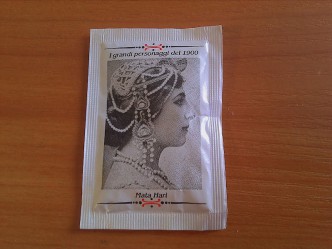 I grandi personaggi del 1900
Mata Hari